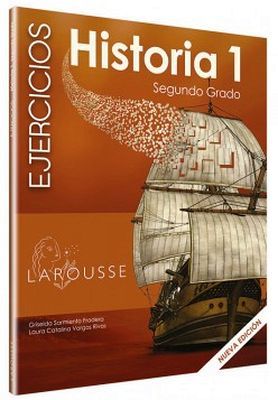 EJERCICIOS
Historia 1
Segundo Grado
LAROUSSE
Griselda Sarmiento Fradera
Laura Catalina Vargas Rivas
NUEVA EDICIÓN